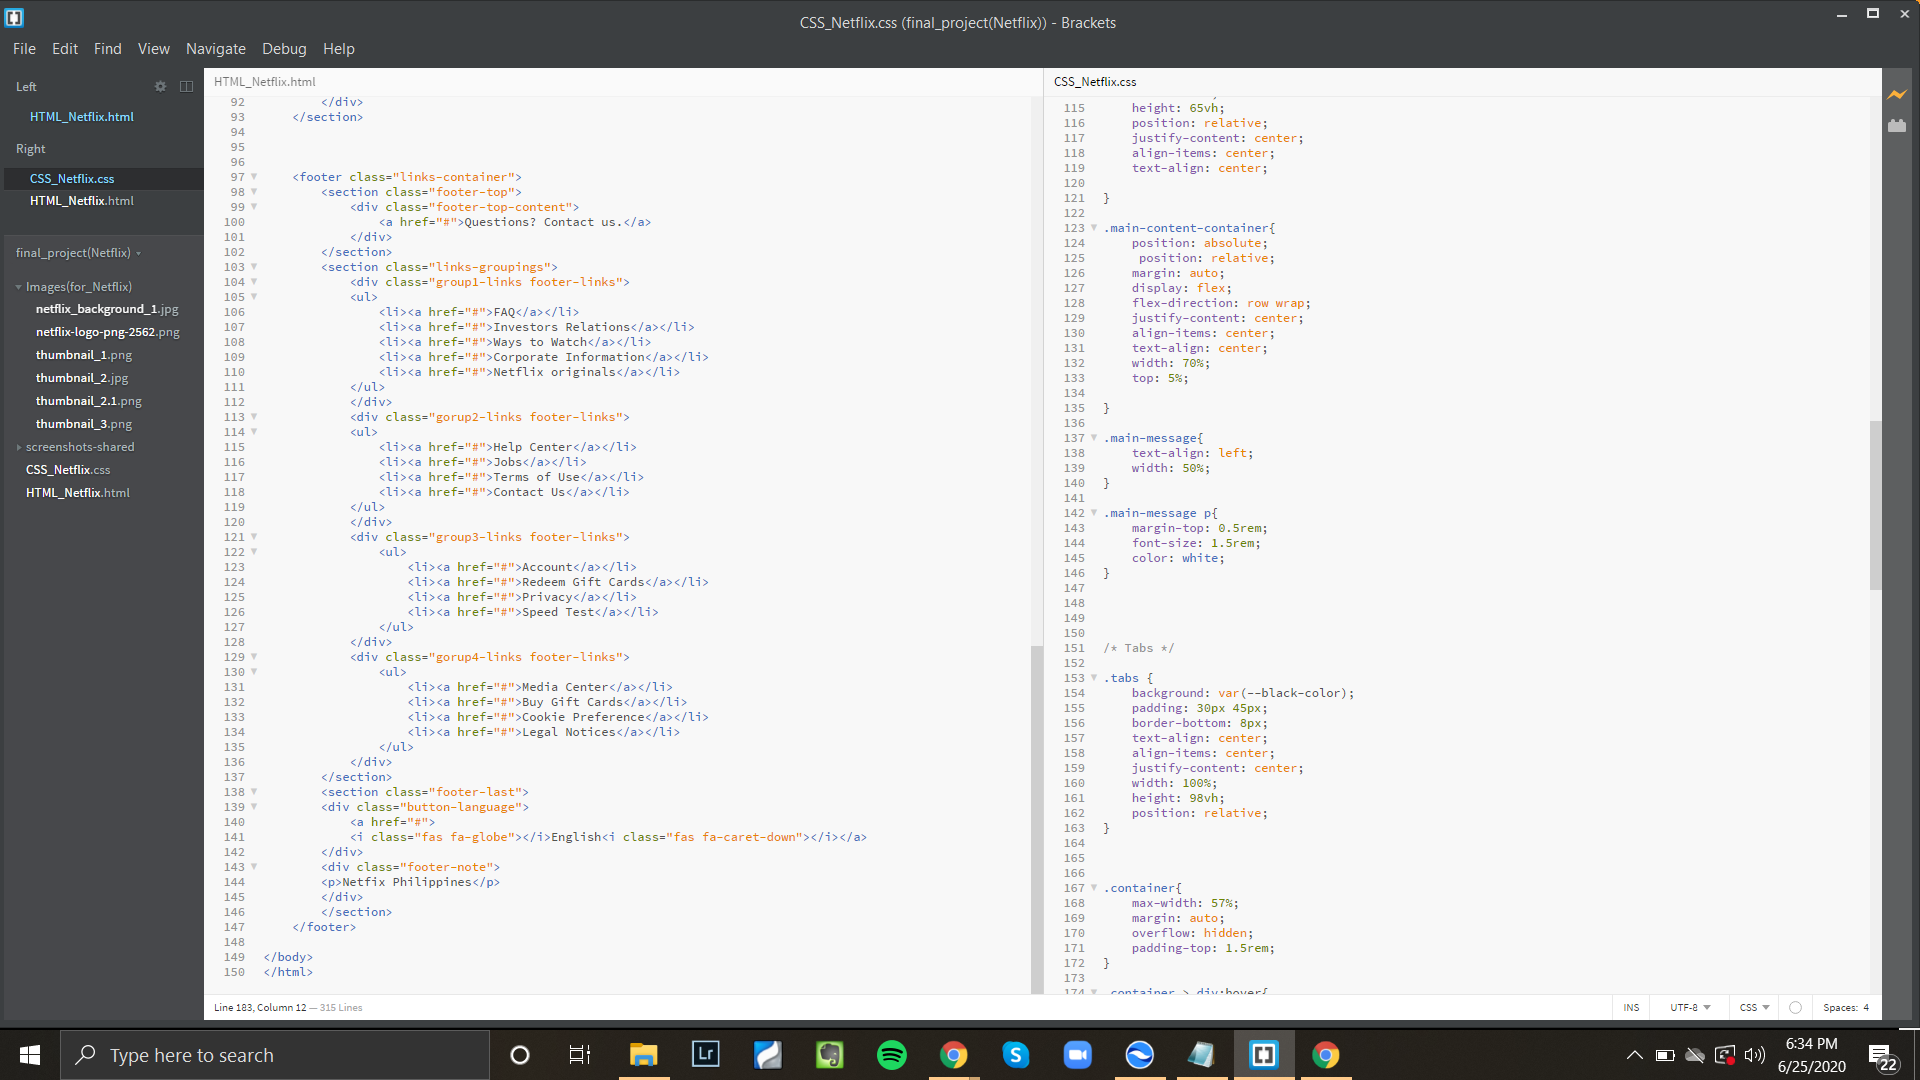 CSS_Netflix.css (final_project(Netflix)) - Brackets
File Edit Find View Navigate Debug Help
Left
HTML_Netflix.html
Right
CSS_Netflix.css
HTML_Netflix.html
final_project(Netflix)
Images(for_Netflix)
netflix_background_1.jpg
netflix-logo-png-2562.png
thumbnail_1.png
thumbnail_2.jpg
thumbnail_2.1.png
thumbnail_3.png
screenshots-shared
CSS_Netflix.css
HTML_Netflix.html
HTML_Netflix.html
92 </div>
93 </section>
94
95
96
97 <footer class="links-container">
98 <section class="footer-top">
99 <div class="footer-top-content">
100 <a href="#">Questions? Contact us.</a>
101 </div>
102 </section>
103 <section class="links-groupings">
104 <div class="group1-links footer-links">
105 <ul>
106 <li><a href="#">FAQ</a></li>
107 <li><a href="#">Investors Relations</a></li>
108 <li><a href="#">Ways to Watch</a></li>
109 <li><a href="#">Corporate Information</a></li>
110 <li><a href="#">Netflix originals</a></li>
111 </ul>
112 </div>
113 <div class="gorup2-links footer-links">
114 <ul>
115 <li><a href="#">Help Center</a></li>
116 <li><a href="#">Jobs</a></li>
117 <li><a href="#">Terms of Use</a></li>
118 <li><a href="#">Contact Us</a></li>
119 </ul>
120 </div>
121 <div class="group3-links footer-links">
122 <ul>
123 <li><a href="#">Account</a></li>
124 <li><a href="#">Redeem Gift Cards</a></li>
125 <li><a href="#">Privacy</a></li>
126 <li><a href="#">Speed Test</a></li>
127 </ul>
128 </div>
129 <div class="gorup4-links footer-links">
130 <ul>
131 <li><a href="#">Media Center</a></li>
132 <li><a href="#">Buy Gift Cards</a></li>
133 <li><a href="#">Cookie Preference</a></li>
134 <li><a href="#">Legal Notices</a></li>
135 </ul>
136 </div>
137 </section>
138 <section class="footer-last">
139 <div class="button-language">
140 <a href="#">
141 <i class="fas fa-globe"></i>English<i class="fas fa-caret-down"></i></a>
142 </div>
143 <div class="footer-note">
144 <p>Netfix Philippines</p>
145 </div>
146 </section>
147 </footer>
148
149 </body>
150 </html>
CSS_Netflix.css
115 height: 65vh;
116 position: relative;
117 justify-content: center;
118 align-items: center;
119 text-align: center;
120
121 }
122
123 .main-content-container{
124 position: absolute;
125 position: relative;
126 margin: auto;
127 display: flex;
128 flex-direction: row wrap;
129 justify-content: center;
130 align-items: center;
131 text-align: center;
132 width: 70%;
133 top: 5%;
134
135 }
136
137 .main-message{
138 text-align: left;
139 width: 50%;
140 }
141
142 .main-message p{
143 margin-top: 0.5rem;
144 font-size: 1.5rem;
145 color: white;
146 }
147
148
149
150
151 /* Tabs */
152
153 .tabs {
154 background: var(--black-color);
155 padding: 30px 45px;
156 border-bottom: 8px;
157 text-align: center;
158 align-items: center;
159 justify-content: center;
160 width: 100%;
161 height: 98vh;
162 position: relative;
163 }
164
165
166
167 .container{
168 max-width: 57%;
169 margin: auto;
170 overflow: hidden;
171 padding-top: 1.5rem;
172 }
173
174 .container > div:hover{
Line 183, Column 12 — 315 Lines
INS UTF-8 CSS Spaces: 4
Type here to search
Lr
S
6:34 PM
6/25/2020
22